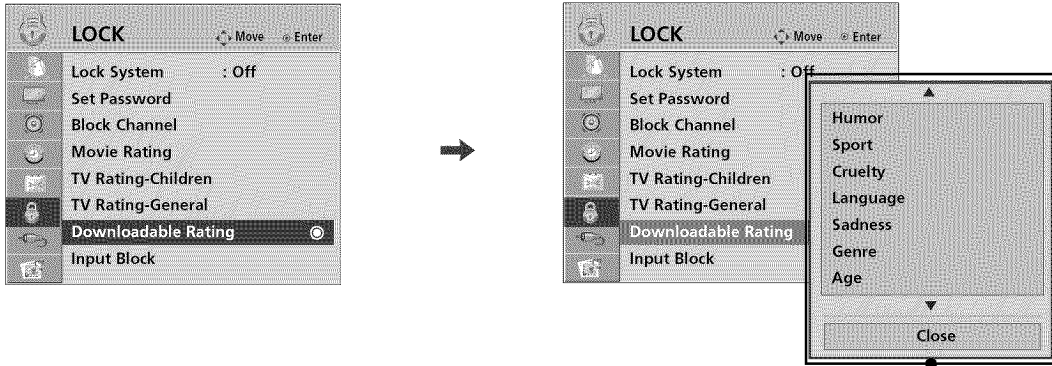 LOCK
Move Enter
Lock System : Off
Set Password
Block Channel
Movie Rating
TV Rating-Children
TV Rating-General
Downloadable Rating
Input Block
LOCK
Move Enter
Lock System : Off
Set Password
Block Channel
Movie Rating
TV Rating-Children
TV Rating-General
Downloadable Rating
Input Block
Humor
Sport
Cruelty
Language
Sadness
Genre
Age
Close